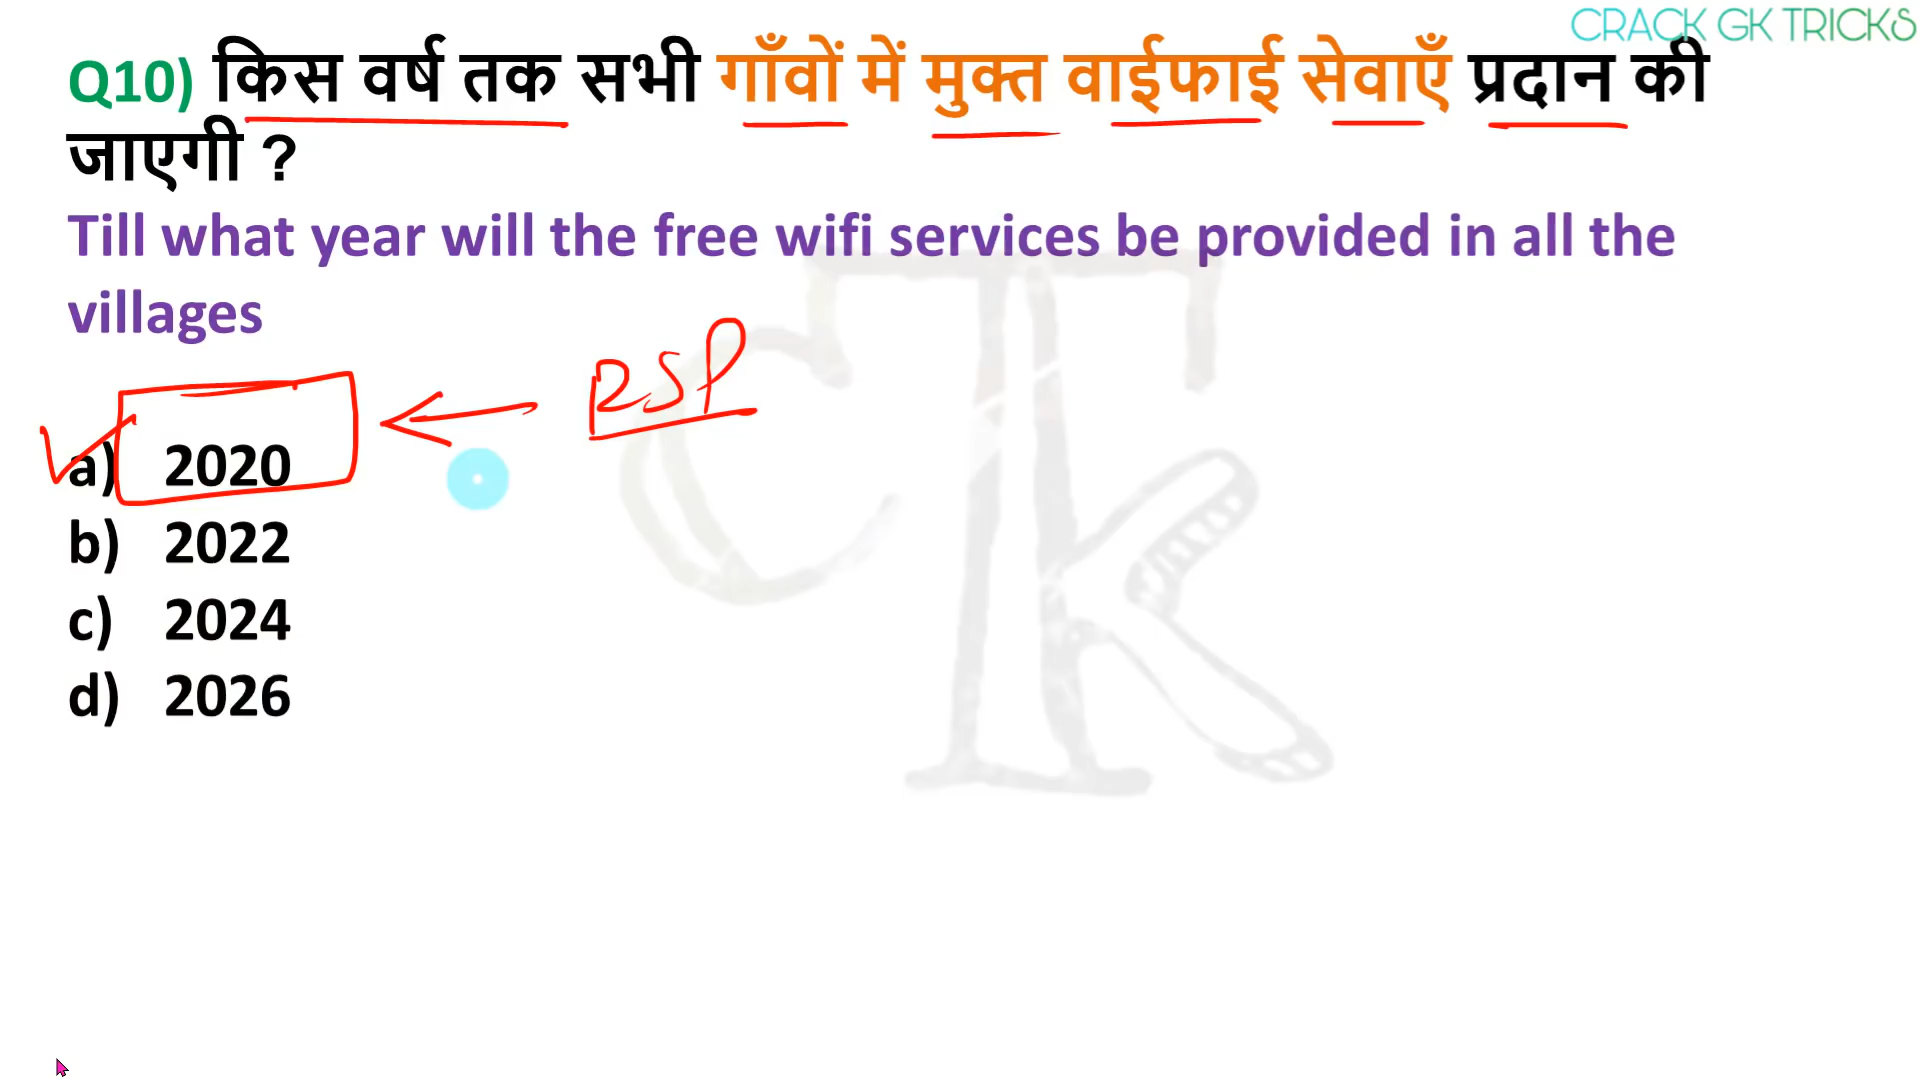 CRACK GK TRICKS
Q10) किस वर्ष तक सभी गाँवों में मुक्त वाईफाई सेवाएँ प्रदान की
जाएगी ?
Till what year will the free wifi services be provided in all the
villages
RSP
a) 2020
b) 2022
c) 2024
d) 2026
CTK